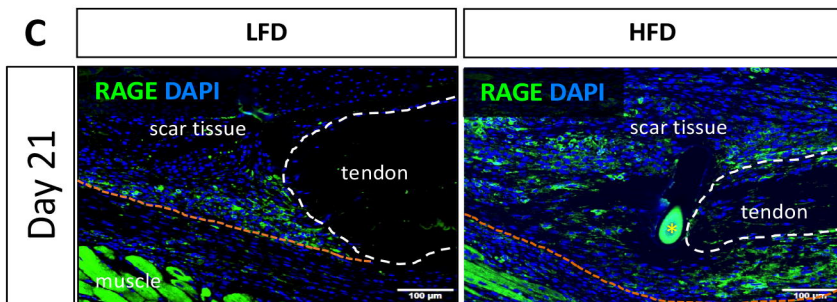 C
LFD
HFD
Day 21
RAGE DAPI
scar tissue
tendon
muscle
100 µm
RAGE DAPI
scar tissue
tendon
*
100 µm